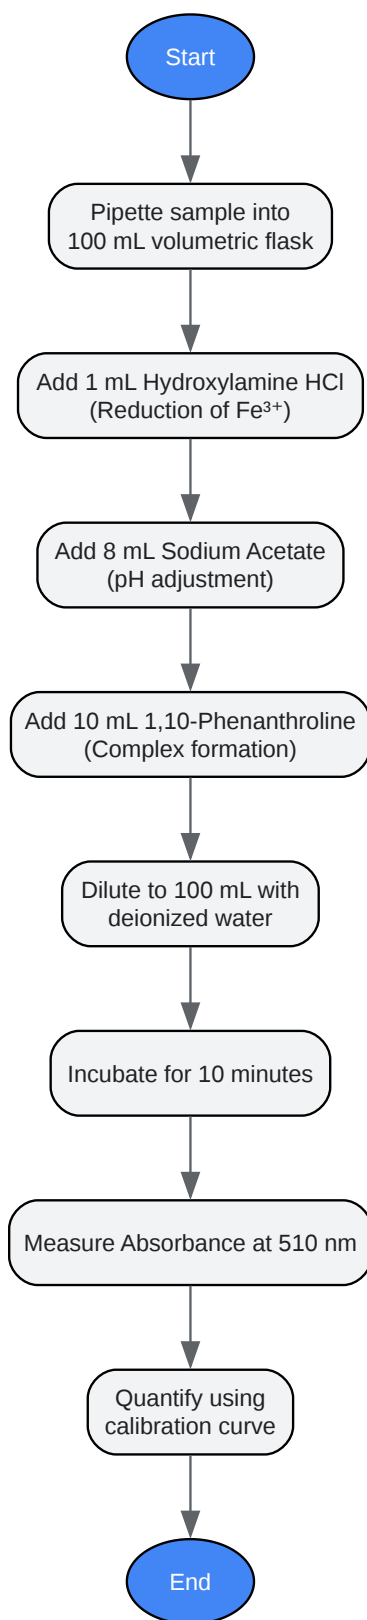 Start
Pipette sample into
100 mL volumetric flask
Add 1 mL Hydroxylamine HCl
(Reduction of Fe³⁺)
Add 8 mL Sodium Acetate
(pH adjustment)
Add 10 mL 1,10-Phenanthroline
(Complex formation)
Dilute to 100 mL with
deionized water
Incubate for 10 minutes
Measure Absorbance at 510 nm
Quantify using
calibration curve
End